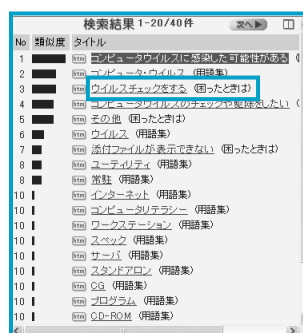 検索結果 1-20/40件 次へ▶
No 類似度 タイトル
1 htm コンピュータウイルスに感染した可能性がある (
2 htm コンピュータ・ウイルス (用語集)
3 htm ウイルスチェックをする (困ったときは)
4 htm コンピュータウイルスのチェックや駆除をしたい (
5 htm その他 (困ったときは)
6 htm ウイルス (用語集)
7 htm 添付ファイルが表示できない (困ったときは)
8 htm ユーティリティ (用語集)
8 htm 常駐 (用語集)
10 htm インターネット (用語集)
10 htm コンピュータリテラシー (用語集)
10 htm ワークステーション (用語集)
10 htm スペック (用語集)
10 htm サーバ (用語集)
10 htm スタンドアロン (用語集)
10 htm CG (用語集)
10 htm プログラム (用語集)
10 htm CD-ROM (用語集)